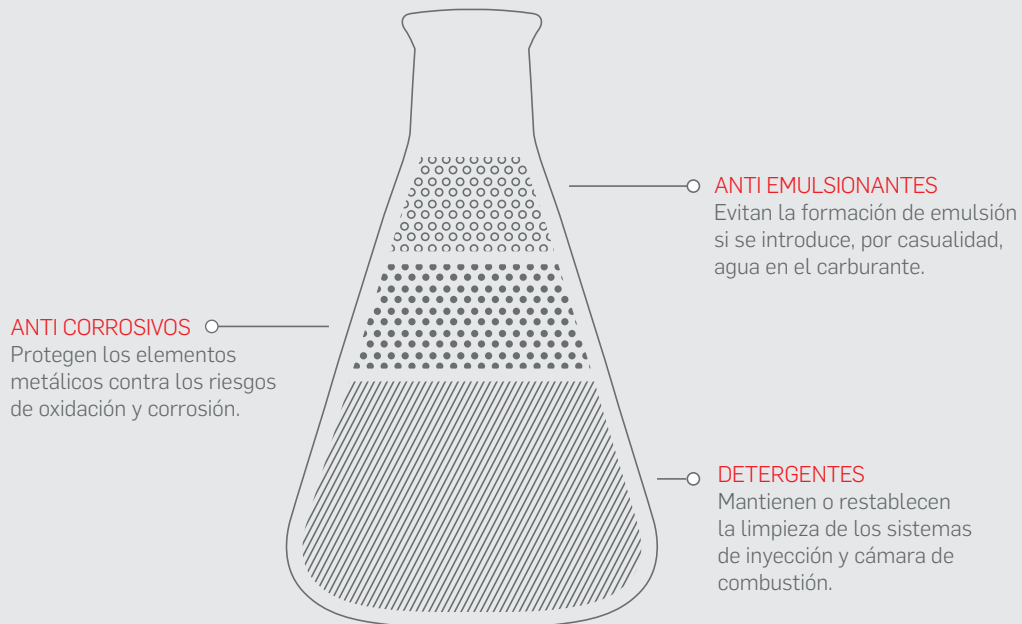 ANTI EMULSIONANTES
Evitan la formación de emulsión
si se introduce, por casualidad,
agua en el carburante.
ANTI CORROSIVOS
Protegen los elementos
metálicos contra los riesgos
de oxidación y corrosión.
DETERGENTES
Mantienen o restablecen
la limpieza de los sistemas
de inyección y cámara de
combustión.